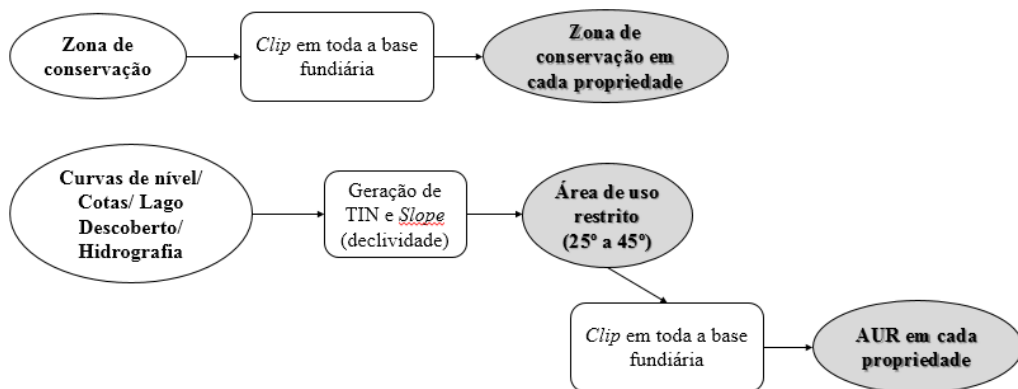 Zona de
conservação
Clip em toda a base
fundiária
Zona de
conservação em
cada propriedade
Curvas de nível/
Cotas/ Lago
Descoberto/
Hidrografia
Geração de
TIN e Slope
(declividade)
Área de uso
restrito
(25º a 45º)
Clip em toda a base
fundiária
AUR em cada
propriedade